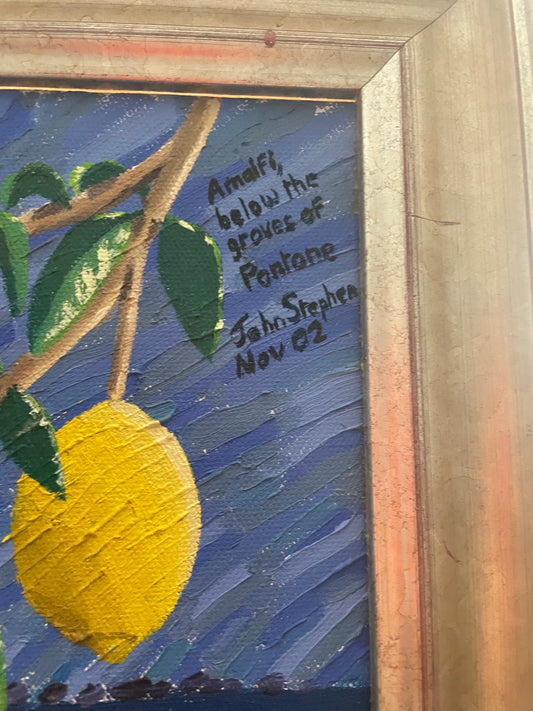 Amalfi,
below the
groves of
Pontone
John Stephen
Nov 02